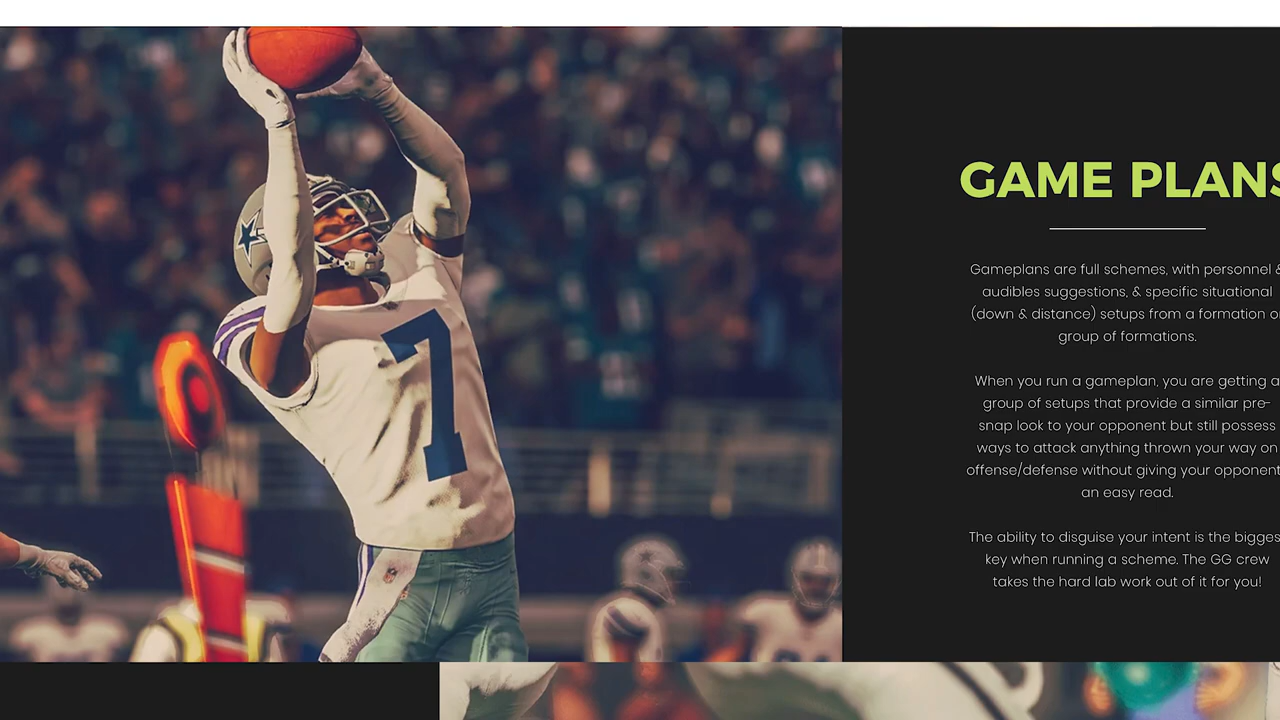 7
GAME PLANS
Gameplans are full schemes, with personnel &
audibles suggestions, & specific situational
(down & distance) setups from a formation or
group of formations.
When you run a gameplan, you are getting a
group of setups that provide a similar pre-
snap look to your opponent but still possess
ways to attack anything thrown your way on
offense/defense without giving your opponent
an easy read.
The ability to disguise your intent is the bigges
key when running a scheme. The GG crew
takes the hard lab work out of it for you!